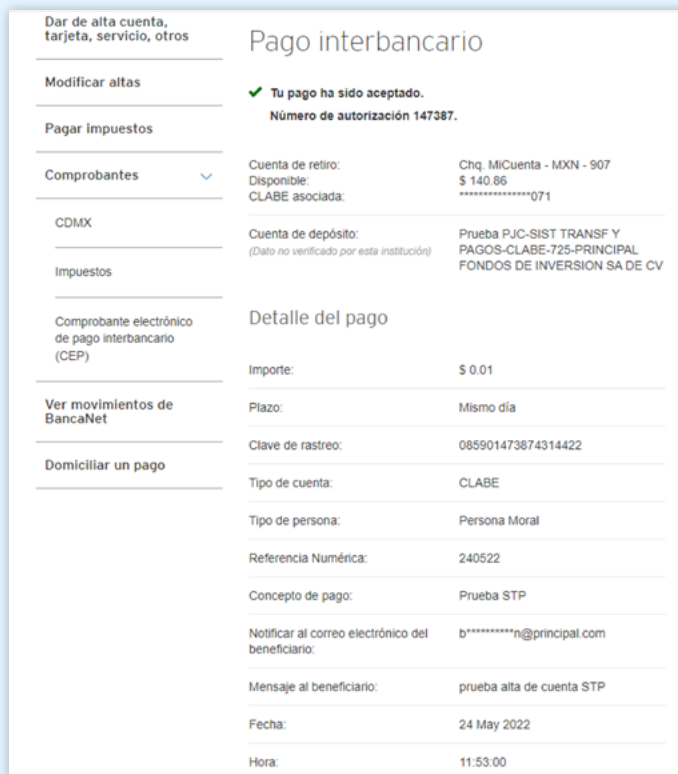 Dar de alta cuenta,
tarjeta, servicio, otros
Modificar altas
Pagar impuestos
Comprobantes
CDMX
Impuestos
Comprobante electrónico
de pago interbancario
(CEP)
Ver movimientos de
BancaNet
Domiciliar un pago
Pago interbancario
Tu pago ha sido aceptado.
Número de autorización 147387.
Cuenta de retiro: Chq. MiCuenta - MXN - 907
Disponible: $ 140.86
CLABE asociada: ***************071
Cuenta de depósito: Prueba PJC-SIST TRANSF Y
(Dato no verificado por esta institución) PAGOS-CLABE-725-PRINCIPAL
FONDOS DE INVERSION SA DE CV
Detalle del pago
Importe: $ 0.01
Plazo: Mismo día
Clave de rastreo: 085901473874314422
Tipo de cuenta: CLABE
Tipo de persona: Persona Moral
Referencia Numérica: 240522
Concepto de pago: Prueba STP
Notificar al correo electrónico del b**********n@principal.com
beneficiario:
Mensaje al beneficiario: prueba alta de cuenta STP
Fecha: 24 May 2022
Hora: 11:53:00